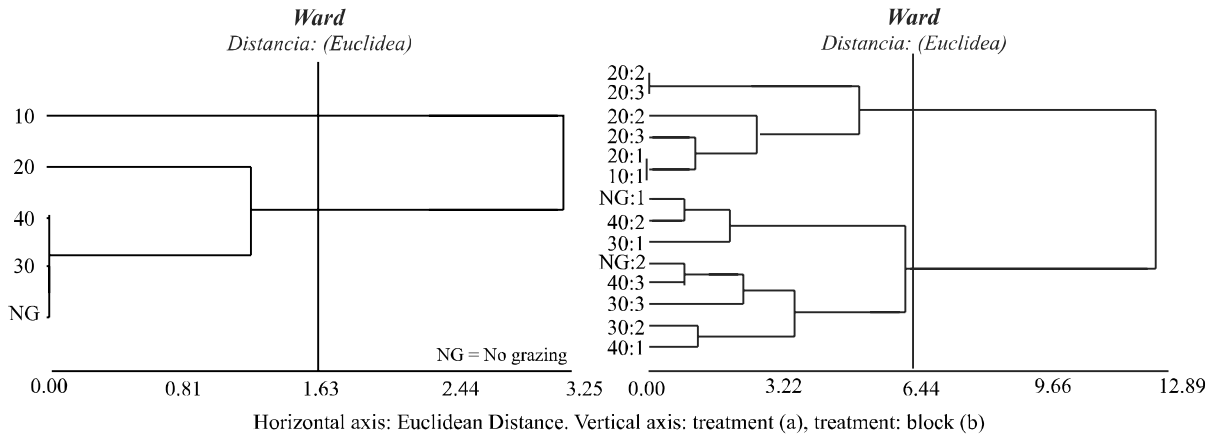 Ward
Distancia: (Euclidea)
10
20
40
30
NG
NG = No grazing
0.00 0.81 1.63 2.44 3.25
Ward
Distancia: (Euclidea)
20:2
20:3
20:2
20:3
20:1
10:1
NG:1
40:2
30:1
NG:2
40:3
30:3
30:2
40:1
0.00 3.22 6.44 9.66 12.89
Horizontal axis: Euclidean Distance. Vertical axis: treatment (a), treatment: block (b)